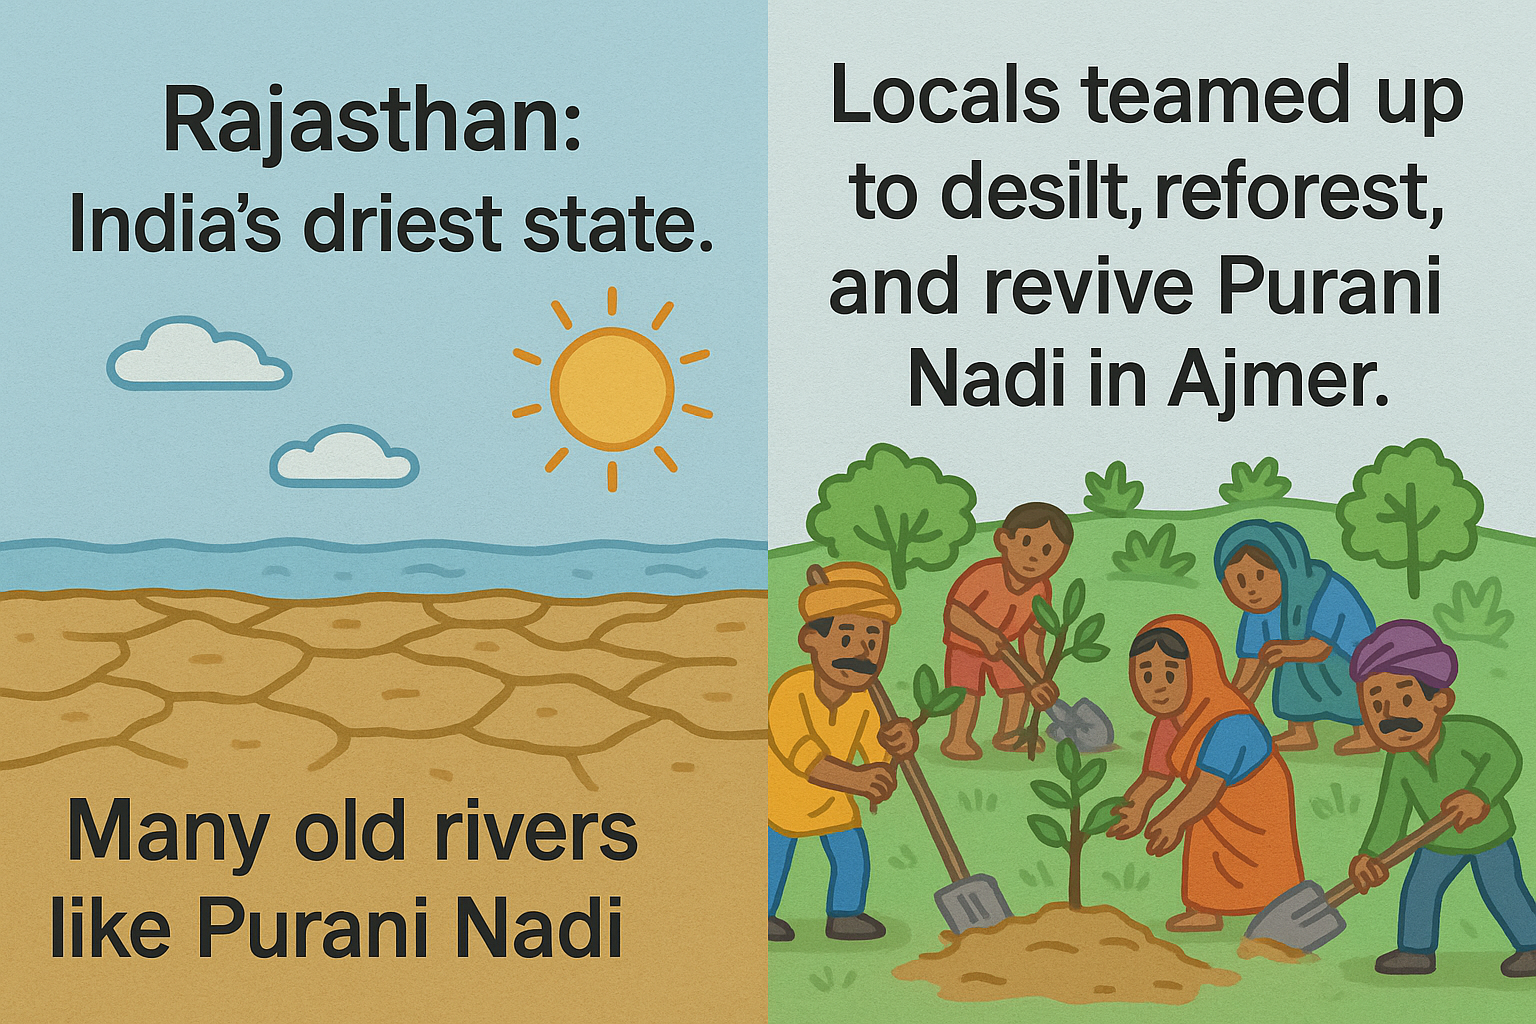 Rajasthan:
India’s driest state.
Many old rivers
like Purani Nadi
Locals teamed up
to desilt, reforest,
and revive Purani
Nadi in Ajmer.